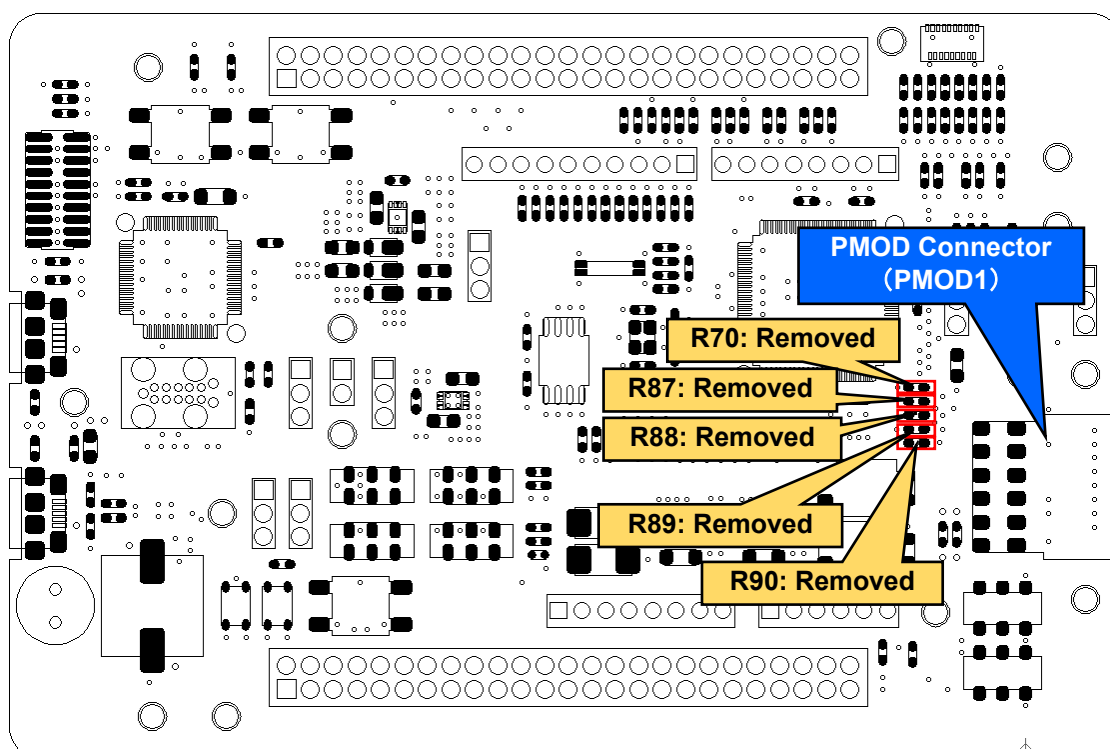 PMOD Connector
（PMOD1）
R70: Removed
R87: Removed
R88: Removed
R89: Removed
R90: Removed